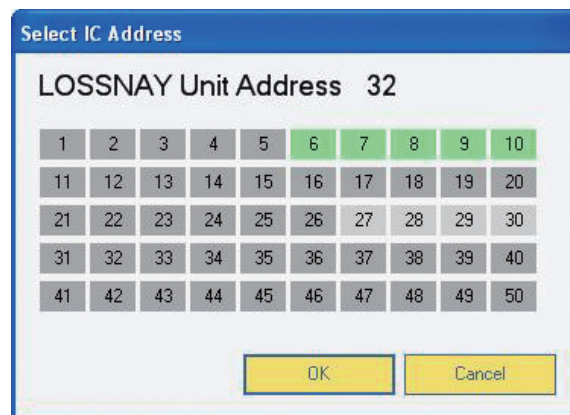 Select IC Address
LOSSNAY Unit Address 32
1 2 3 4 5 6 7 8 9 10
11 12 13 14 15 16 17 18 19 20
21 22 23 24 25 26 27 28 29 30
31 32 33 34 35 36 37 38 39 40
41 42 43 44 45 46 47 48 49 50
OK Cancel